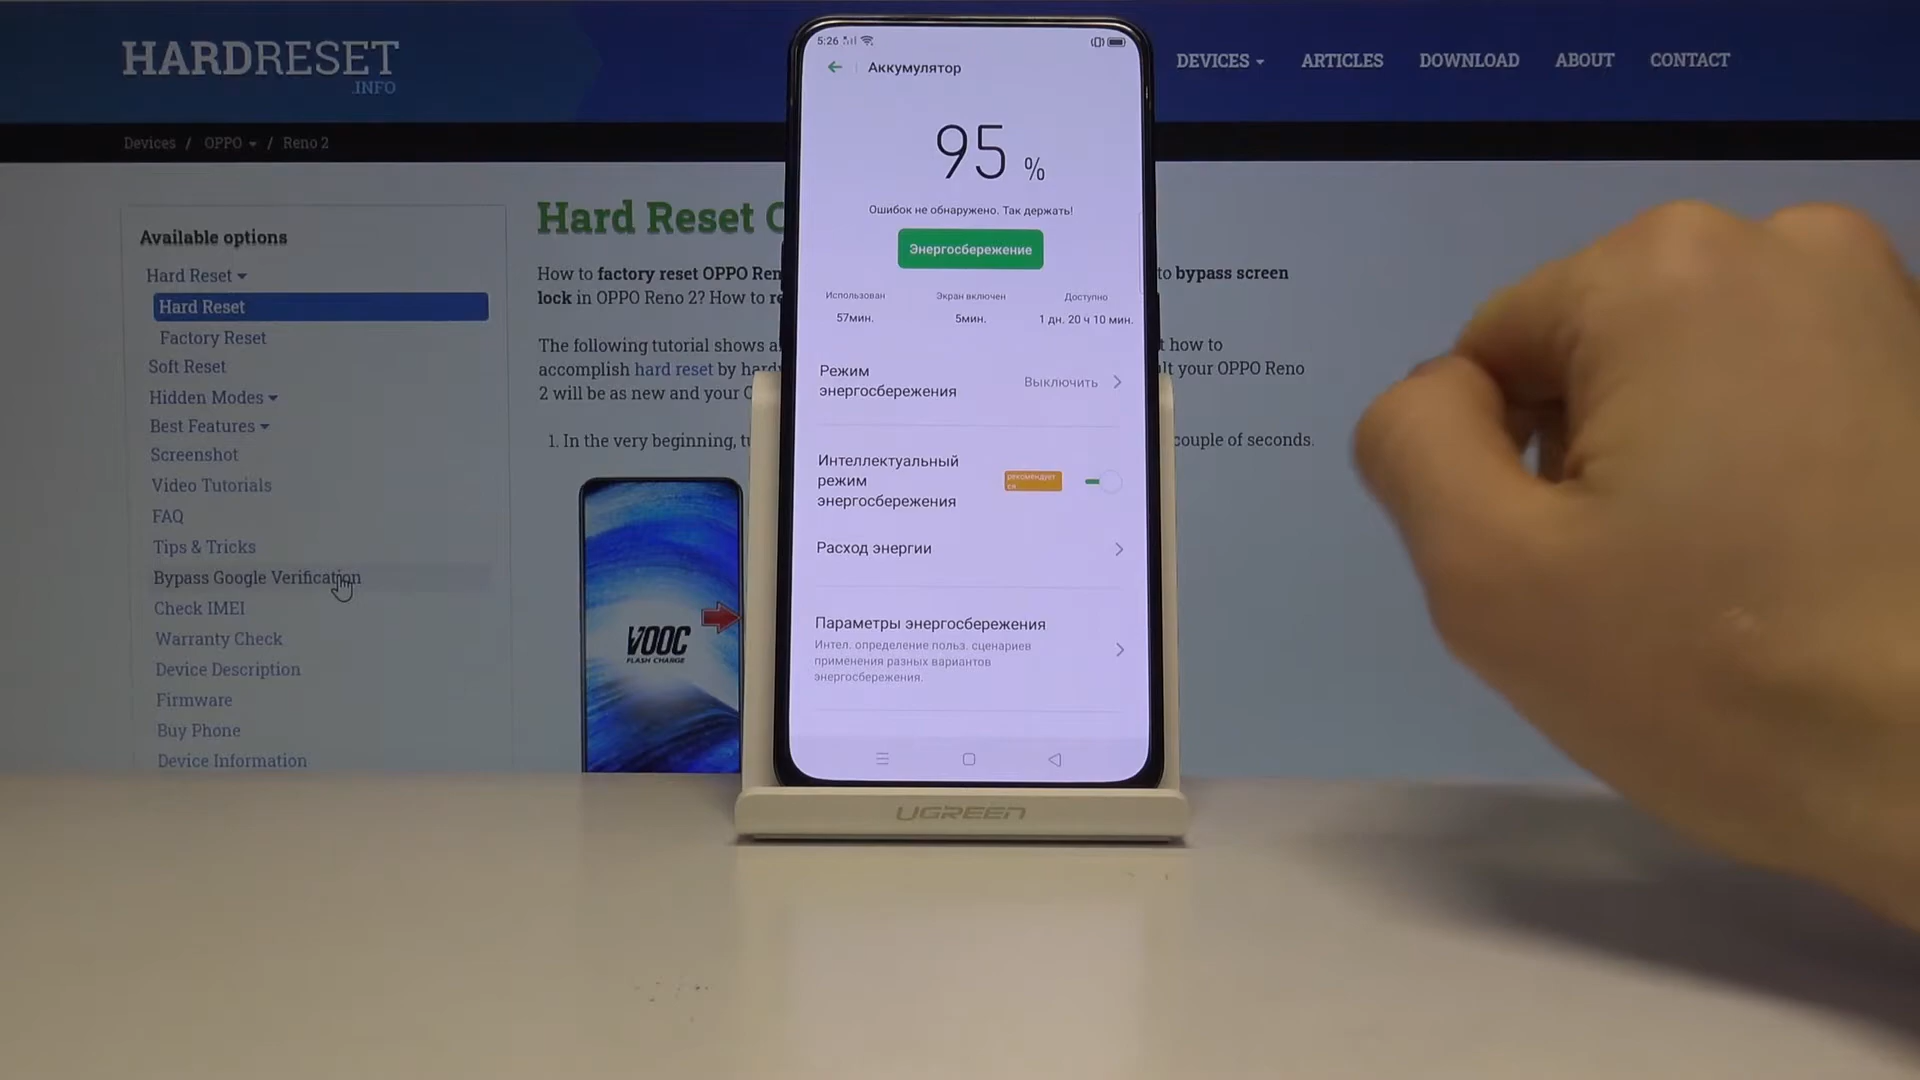 HARDRESET
.INFO
DEVICES
ARTICLES
DOWNLOAD
ABOUT
CONTACT
Devices / OPPO / Reno 2
Available options
Hard Reset
Hard Reset
Factory Reset
Soft Reset
Hidden Modes
Best Features
Screenshot
Video Tutorials
FAQ
Tips & Tricks
Bypass Google Verification
Check IMEI
Warranty Check
Device Description
Firmware
Buy Phone
Device Information
Hard Reset
How to factory reset OPPO
to bypass screen
lock in OPPO Reno 2? How to
The following tutorial shows
how to
accomplish hard reset by
your OPPO Reno
2 will be as new and your
1. In the very beginning,
couple of seconds.
VOOC
FLASH CHARGE
5:26
Аккумулятор
95 %
Ошибок не обнаружено. Так держать!
Энергосбережение
Использован
Экран включен
Доступно
57мин.
5мин.
1 дн. 20 ч 10 мин.
Режим
энергосбережения
Выключить
Интеллектуальный
режим
энергосбережения
рекомендует
ся
Расход энергии
Параметры энергосбережения
Интел. определение польз. сценариев
применения разных вариантов
энергосбережения.
UGREEN